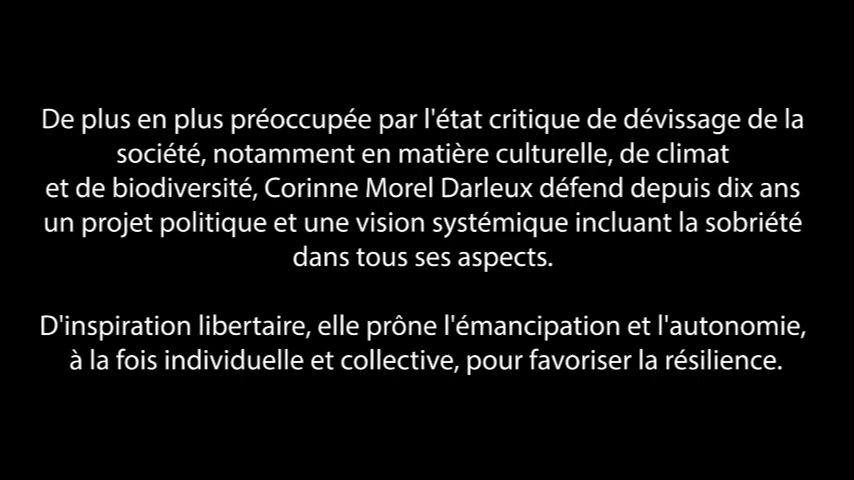 De plus en plus préoccupée par l'état critique de dévissage de la
société, notamment en matière culturelle, de climat
et de biodiversité, Corinne Morel Darleux défend depuis dix ans
un projet politique et une vision systémique incluant la sobriété
dans tous ses aspects.
D'inspiration libertaire, elle prône l'émancipation et l'autonomie,
à la fois individuelle et collective, pour favoriser la résilience.